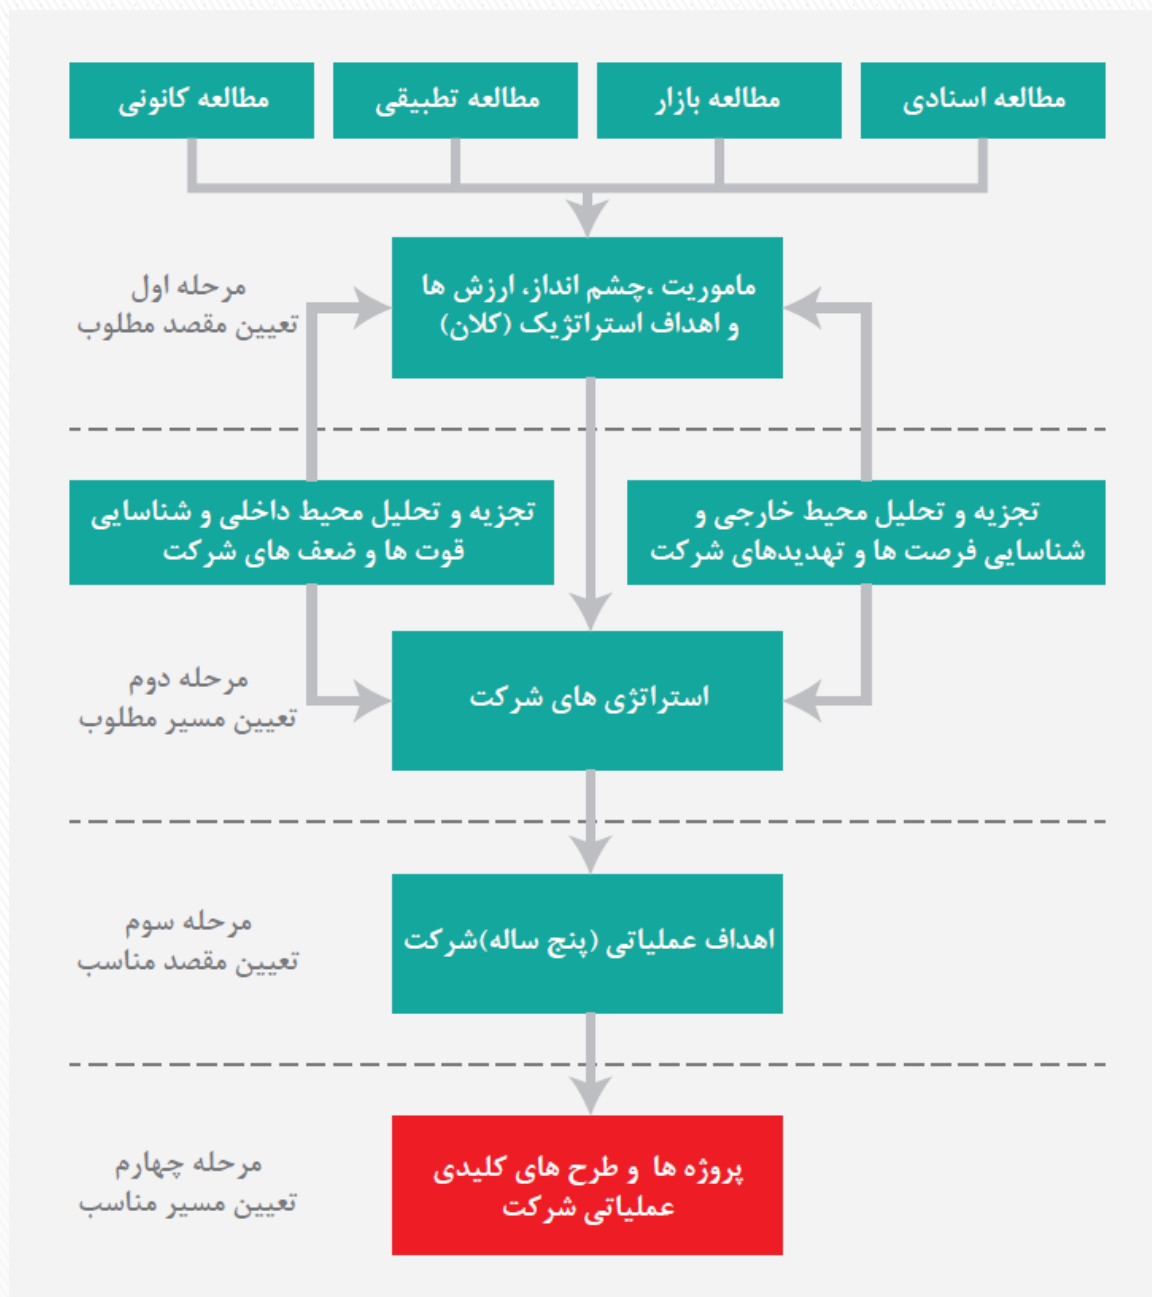 مطالعه اسنادی
مطالعه بازار
مطالعه تطبیقی
مطالعه کانونی
ماموریت ،چشم انداز، ارزش ها
و اهداف استراتژیک (کلان)
مرحله اول
تعیین مقصد مطلوب
تجزیه و تحلیل محیط خارجی و
شناسایی فرصت ها و تهدیدهای شرکت
تجزیه و تحلیل محیط داخلی و شناسایی
قوت ها و ضعف های شرکت
استراتژی های شرکت
مرحله دوم
تعیین مسیر مطلوب
اهداف عملیاتی (پنج ساله)شرکت
مرحله سوم
تعیین مقصد مناسب
پروژه ها و طرح های کلیدی
عملیاتی شرکت
مرحله چهارم
تعیین مسیر مناسب